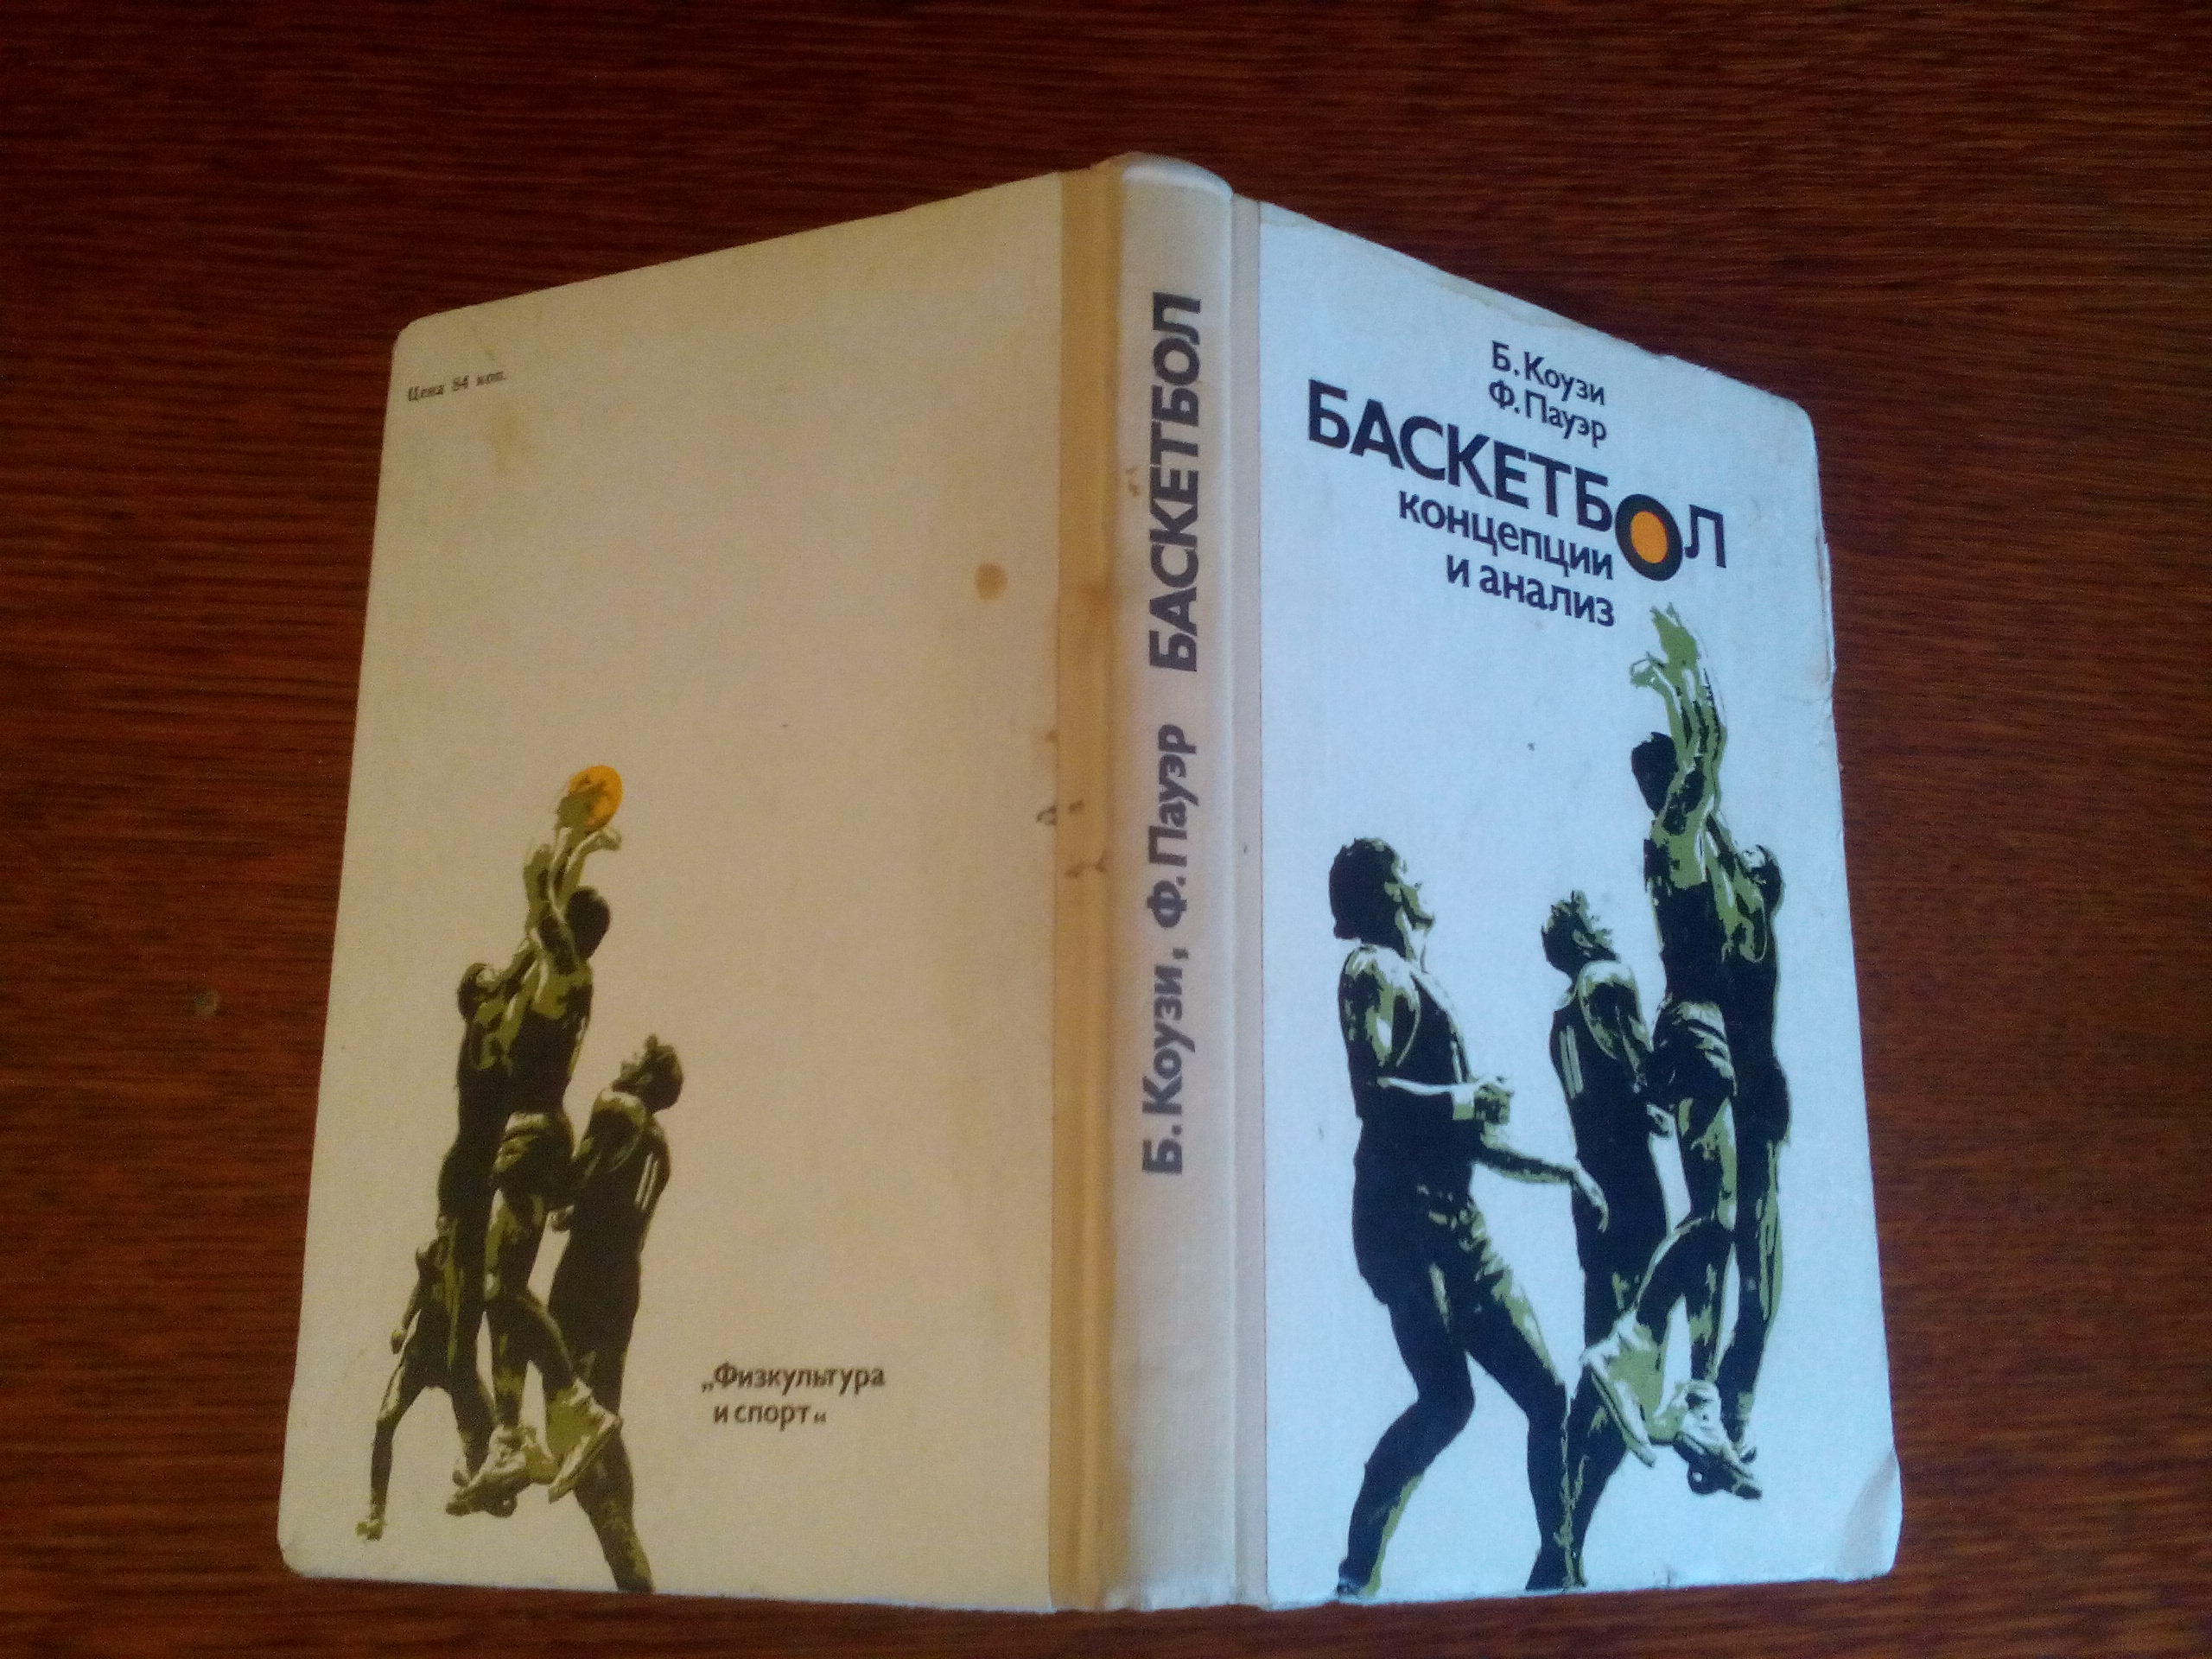 Цена 84 коп.
„Физкультура
и спорт“
Б. Коузи, Ф. Пауэр БАСКЕТБОЛ
Б. Коузи
Ф. Пауэр
БАСКЕТБОЛ
концепции
и анализ